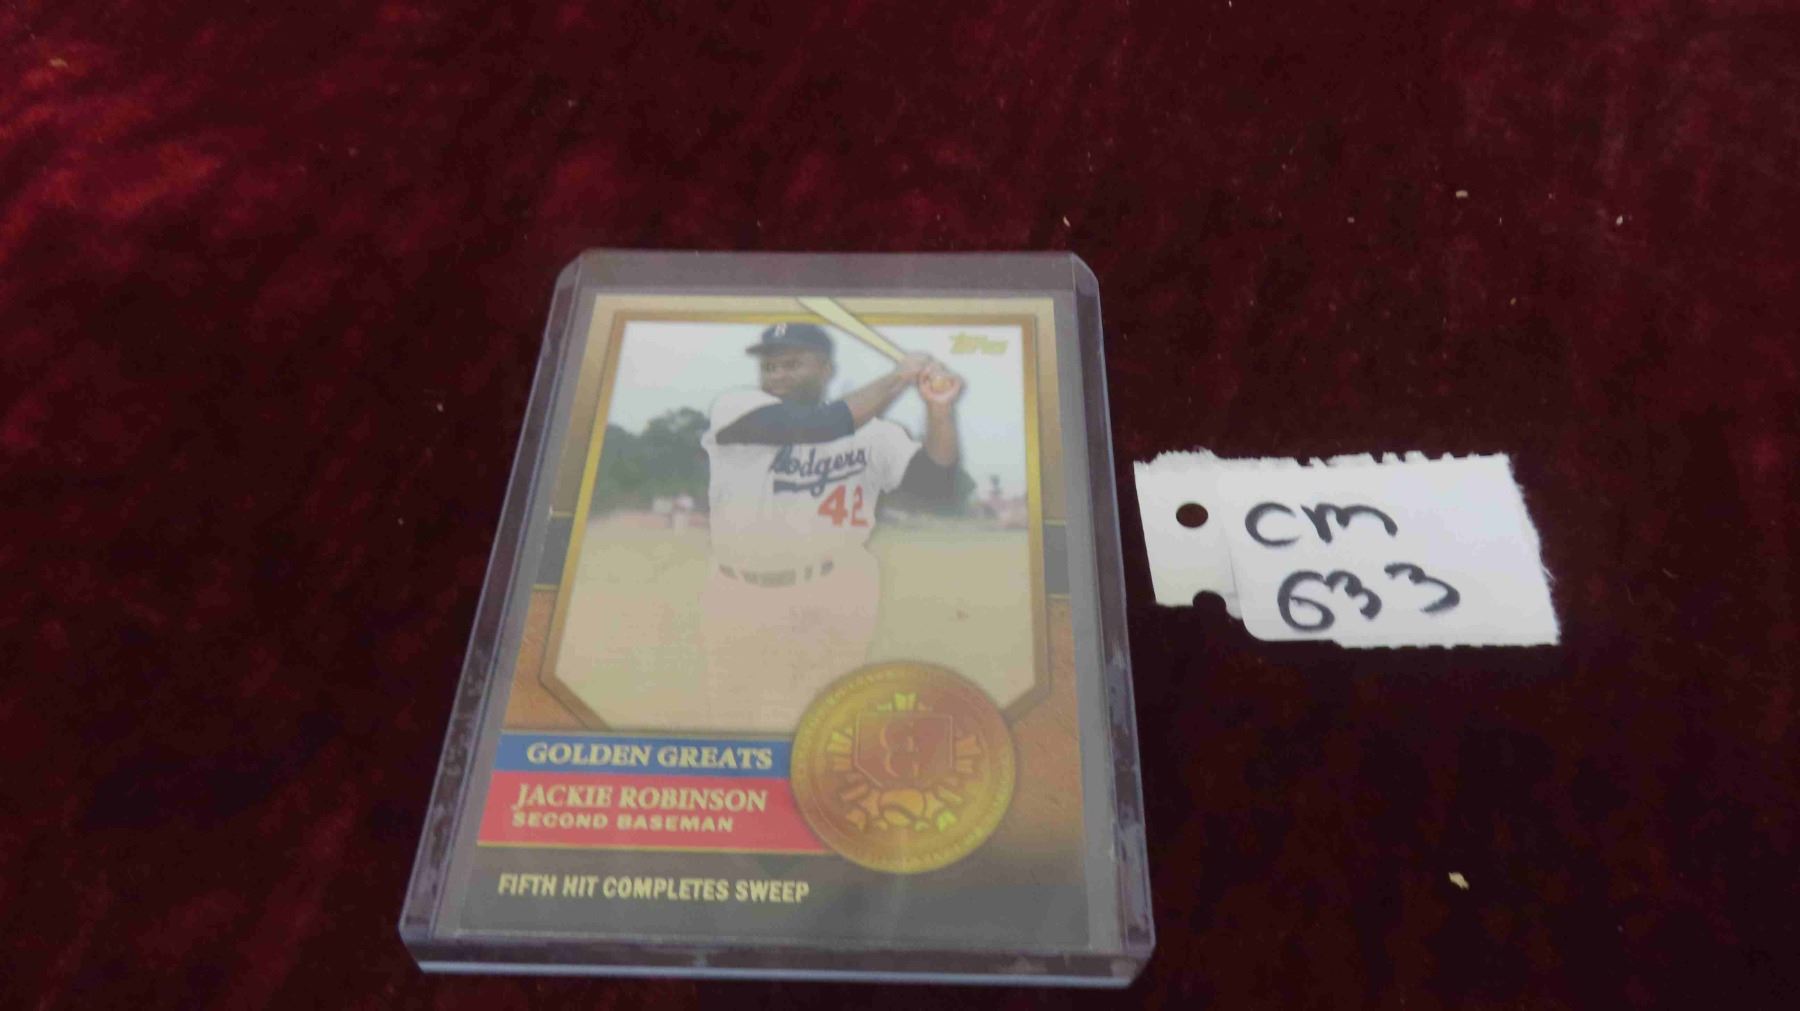 B
Topps
Dodgers
42
GOLDEN GREATS
JACKIE ROBINSON
SECOND BASEMAN
FIFTH HIT COMPLETES SWEEP
CM
633